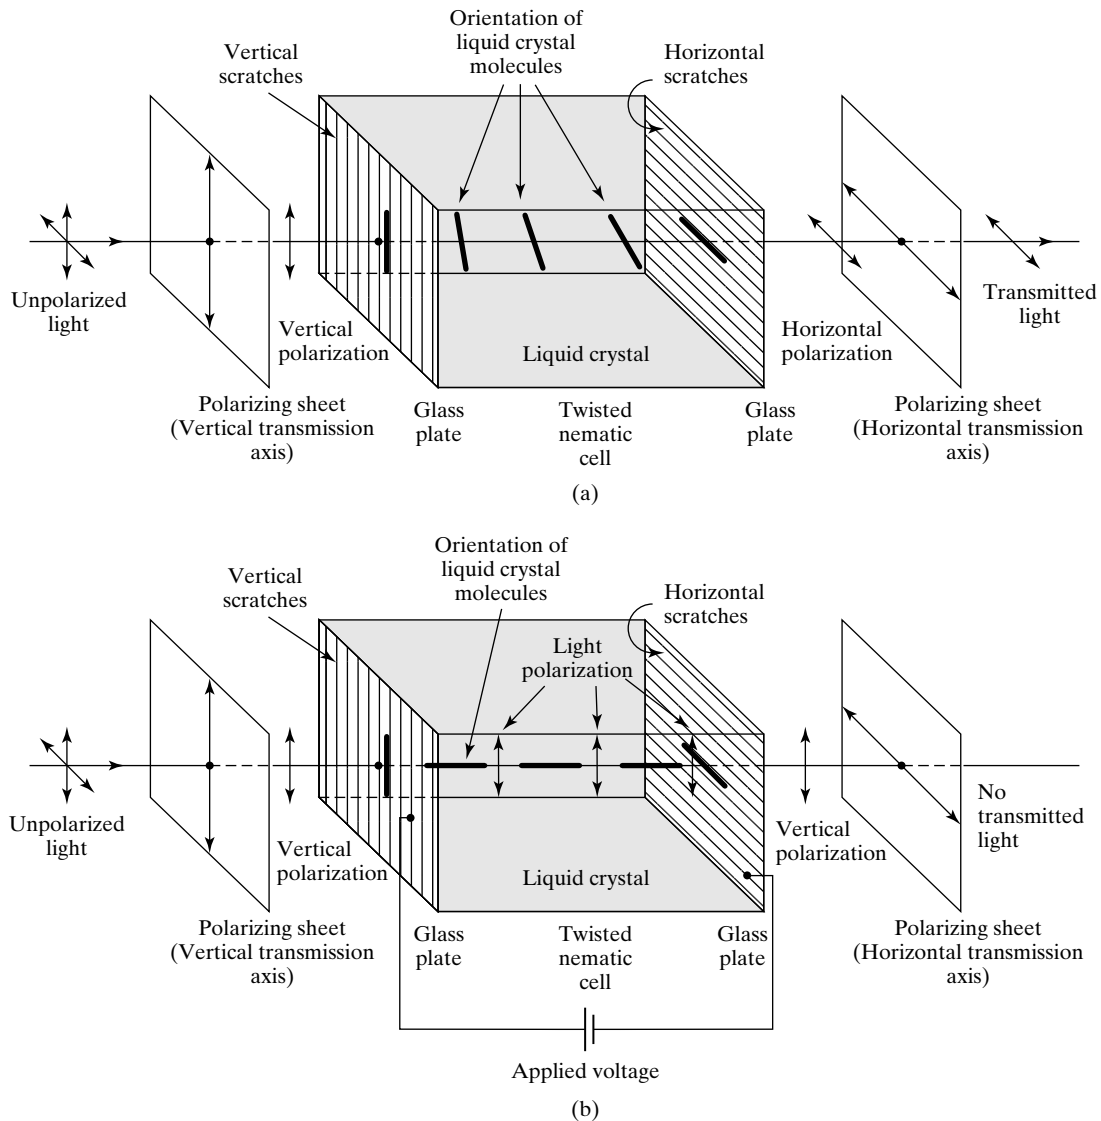 Orientation of
liquid crystal
molecules
Vertical
scratches
Horizontal
scratches
Unpolarized
light
Vertical
polarization
Liquid crystal
Horizontal
polarization
Transmitted
light
Polarizing sheet
(Vertical transmission
axis)
Glass
plate
Twisted
nematic
cell
Glass
plate
Polarizing sheet
(Horizontal transmission
axis)
(a)
Orientation of
liquid crystal
molecules
Vertical
scratches
Horizontal
scratches
Light
polarization
Unpolarized
light
Vertical
polarization
Liquid crystal
Vertical
polarization
No
transmitted
light
Polarizing sheet
(Vertical transmission
axis)
Glass
plate
Twisted
nematic
cell
Glass
plate
Polarizing sheet
(Horizontal transmission
axis)
Applied voltage
(b)